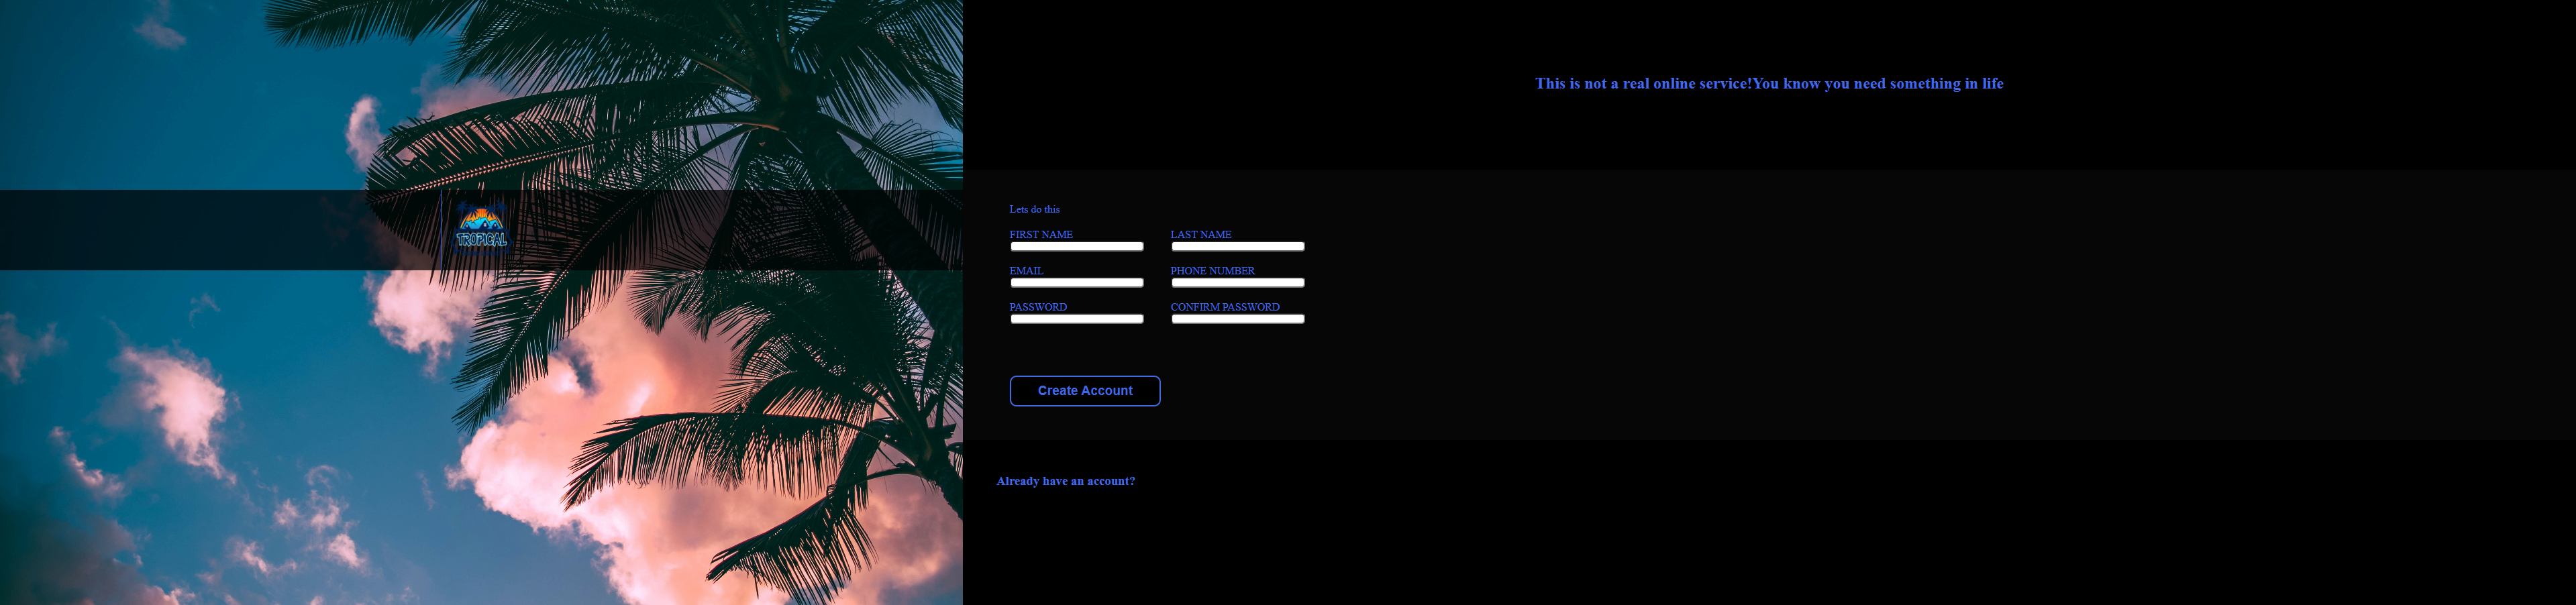 TROPICAL
This is not a real online service!You know you need something in life
Lets do this
FIRST NAME
LAST NAME
EMAIL
PHONE NUMBER
PASSWORD
CONFIRM PASSWORD
Create Account
Already have an account?